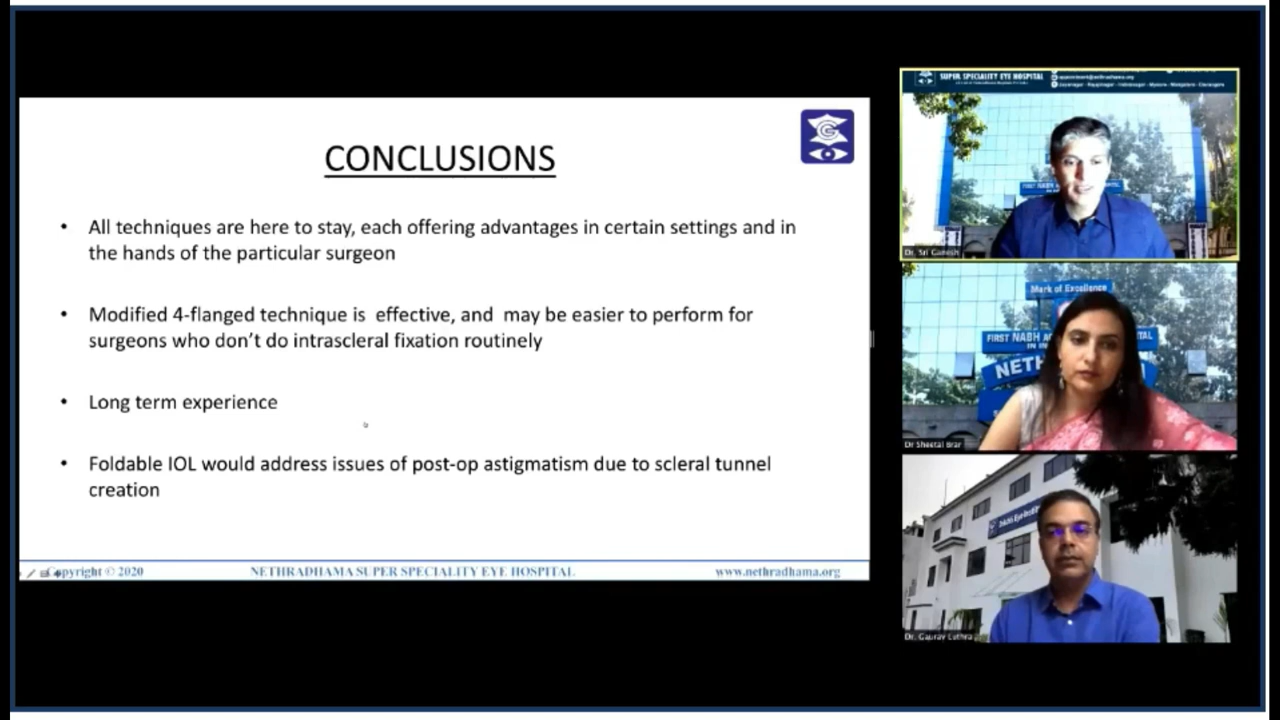 CONCLUSIONS
• All techniques are here to stay, each offering advantages in certain settings and in
the hands of the particular surgeon
• Modified 4-flanged technique is effective, and may be easier to perform for
surgeons who don't do intrascleral fixation routinely
• Long term experience
• Foldable IOL would address issues of post-op astigmatism due to scleral tunnel
creation
Copyright © 2020 NETHRADHAMA SUPER SPECIALITY EYE HOSPITAL www.nethradhama.org
SUPER SPECIALITY EYE HOSPITAL
FIRST NABH
Dr. Sri Ganesh
Mark of Excellence
FIRST NABH
NETH
Dr Sheetal Brar
Dr. Gaurav Luthra